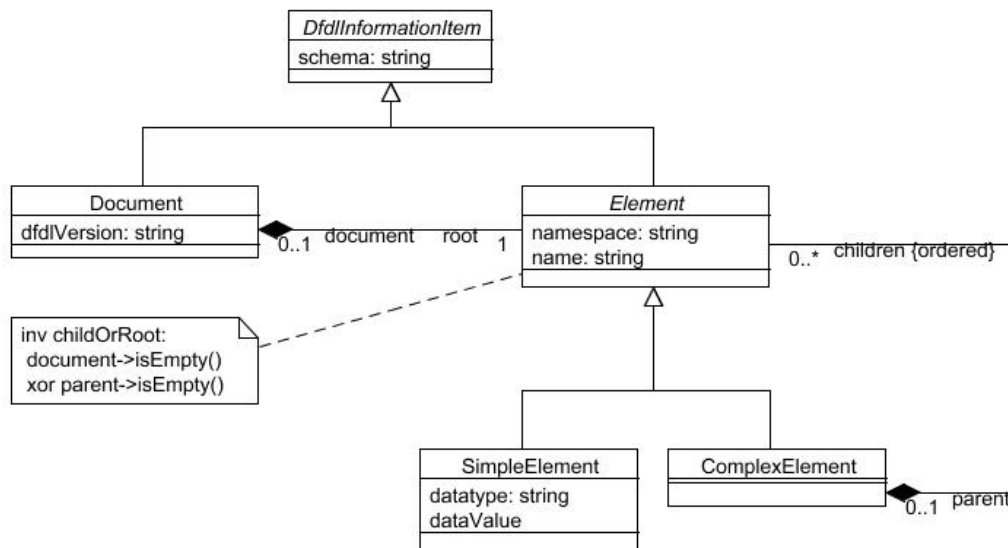 DfdlInformationItem
schema: string
Document
dfdlVersion: string
0..1 document root 1
Element
namespace: string
name: string
0..* children {ordered}
inv childOrRoot:
document->isEmpty()
xor parent->isEmpty()
SimpleElement
datatype: string
dataValue
ComplexElement
0..1 parent